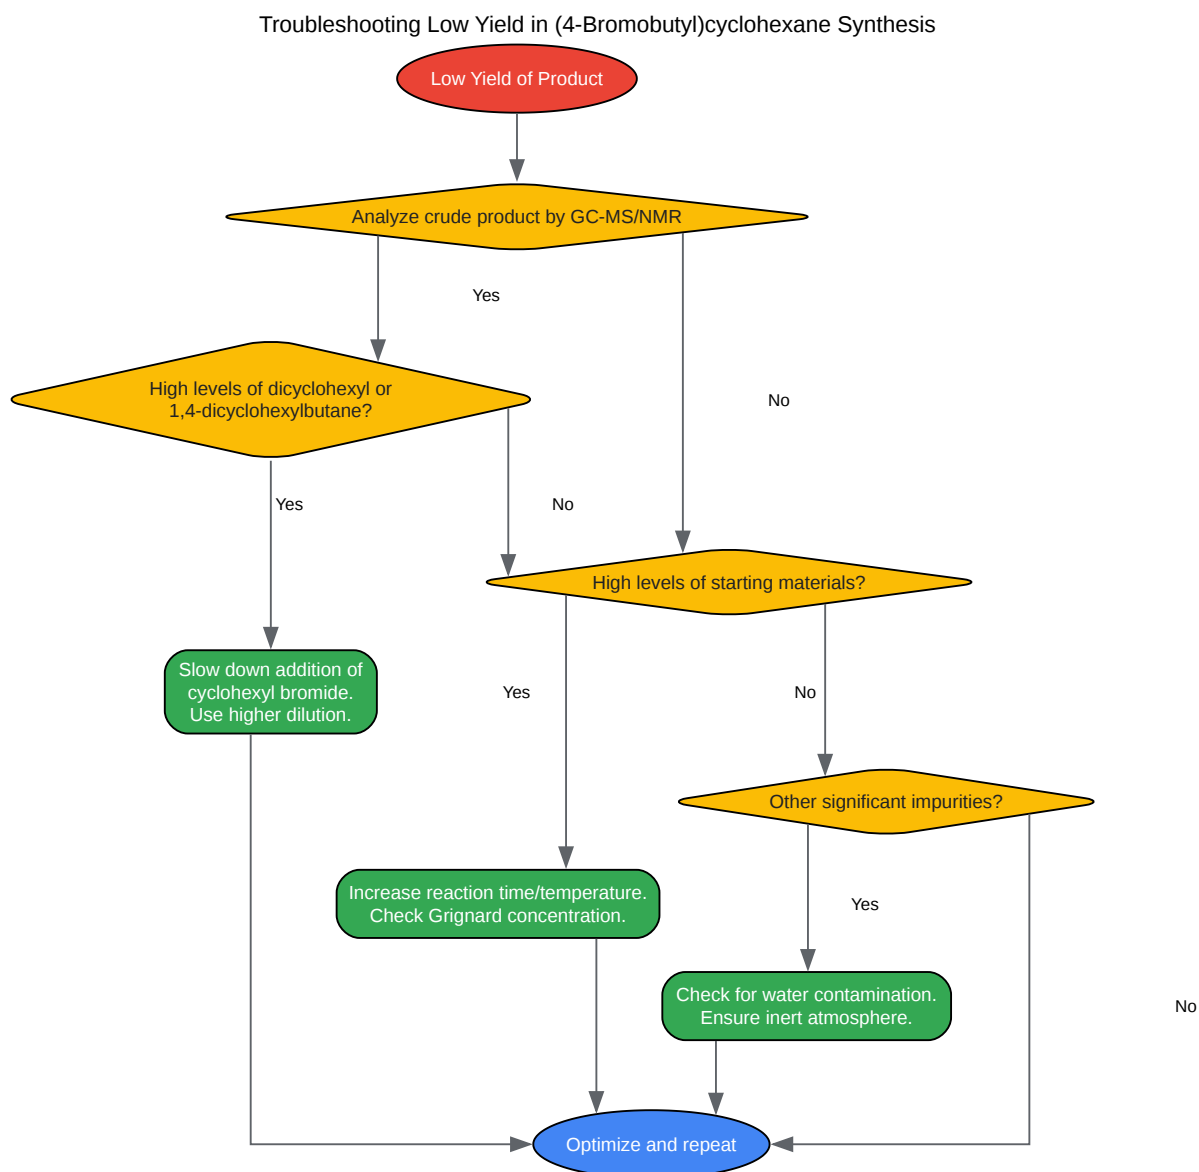 Troubleshooting Low Yield in (4-Bromobutyl)cyclohexane Synthesis
Low Yield of Product
Analyze crude product by GC-MS/NMR
Yes
High levels of dicyclohexyl or
1,4-dicyclohexylbutane?
No
Yes
No
High levels of starting materials?
Slow down addition of
cyclohexyl bromide.
Use higher dilution.
Yes
No
Other significant impurities?
Increase reaction time/temperature.
Check Grignard concentration.
Yes
Check for water contamination.
Ensure inert atmosphere.
No
Optimize and repeat